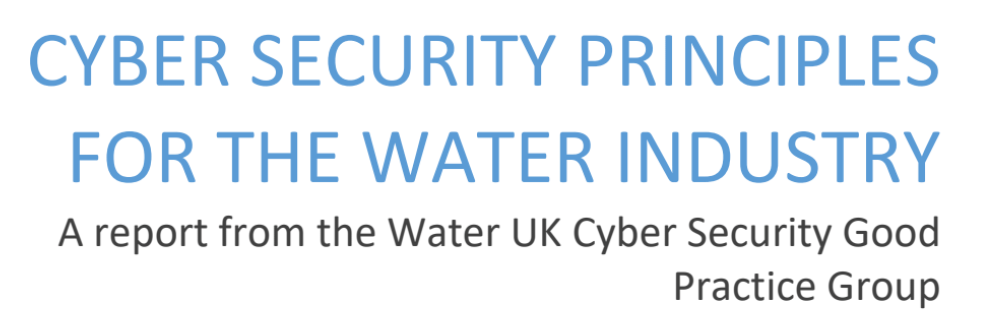 CYBER SECURITY PRINCIPLES
FOR THE WATER INDUSTRY
A report from the Water UK Cyber Security Good
Practice Group